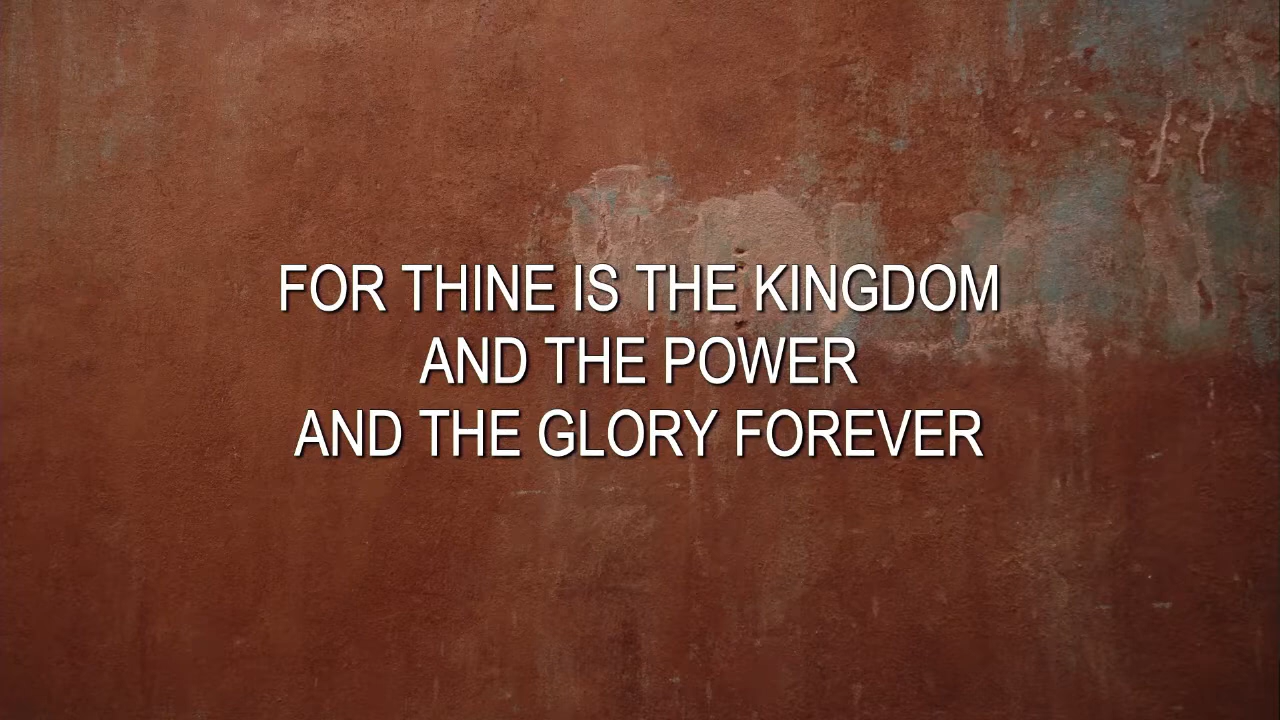 FOR THINE IS THE KINGDOM
AND THE POWER
AND THE GLORY FOREVER